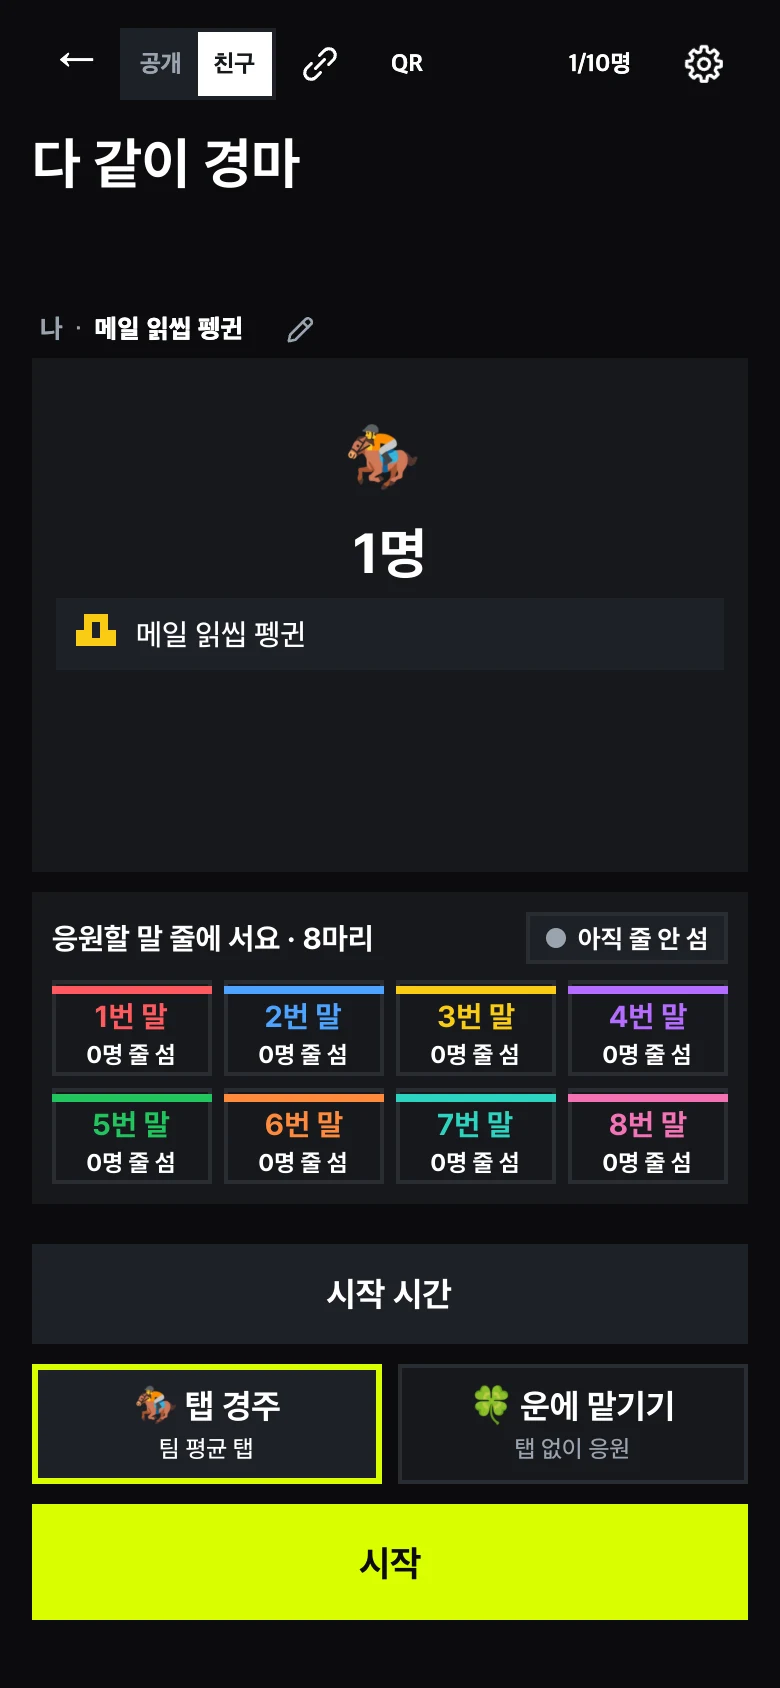 ← 공개 친구 QR 1/10명
다 같이 경마
나 · 메일 읽씹 펭귄
1명
메일 읽씹 펭귄
응원할 말 줄에 서요 · 8마리 아직 줄 안 섬
1번 말 2번 말 3번 말 4번 말
0명 줄 섬 0명 줄 섬 0명 줄 섬 0명 줄 섬
5번 말 6번 말 7번 말 8번 말
0명 줄 섬 0명 줄 섬 0명 줄 섬 0명 줄 섬
시작 시간
🏇 탭 경주 🍀 운에 맡기기
팀 평균 탭 탭 없이 응원
시작